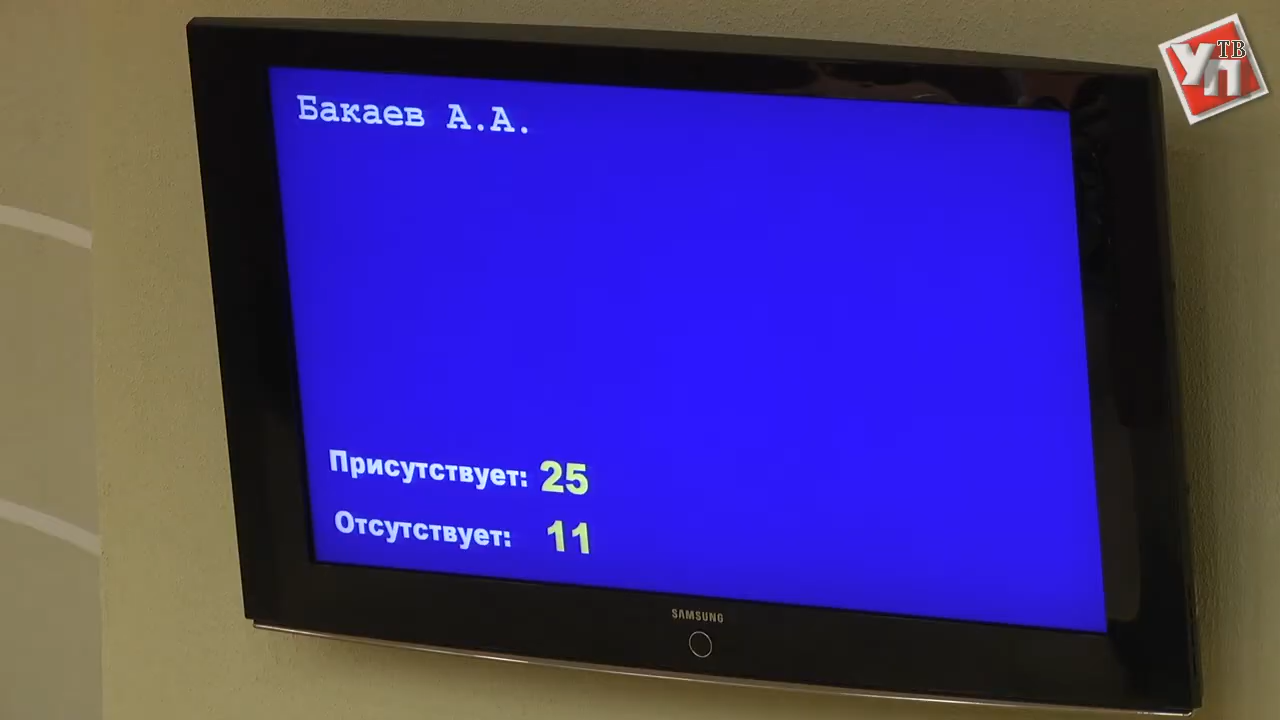 Бакаев А.А.
Присутствует: 25
Отсутствует: 11
SAMSUNG
УП
ТВ